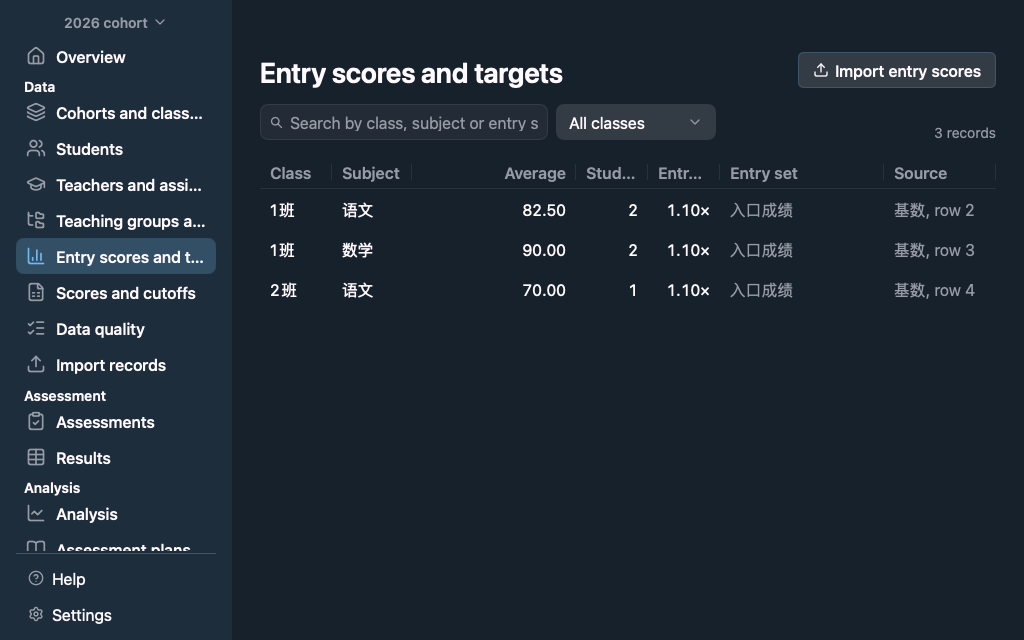 2026 cohort
Overview
Data
Cohorts and class...
Students
Teachers and assi...
Teaching groups a...
Entry scores and t...
Scores and cutoffs
Data quality
Import records
Assessment
Assessments
Results
Analysis
Analysis
Assessment plans
Help
Settings
Entry scores and targets
Import entry scores
Search by class, subject or entry s
All classes
3 records
Class Subject Average Stud... Entr... Entry set Source
1班 语文 82.50 2 1.10× 入口成绩 基数, row 2
1班 数学 90.00 2 1.10× 入口成绩 基数, row 3
2班 语文 70.00 1 1.10× 入口成绩 基数, row 4